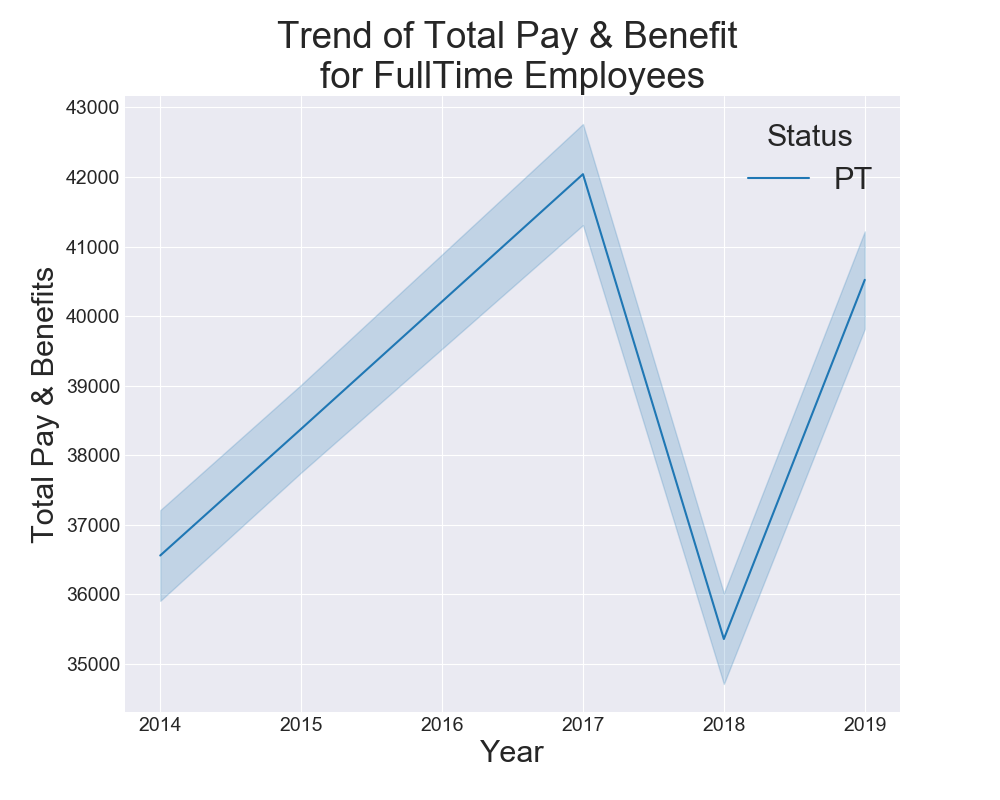 Trend of Total Pay & Benefit
for FullTime Employees
43000
42000
41000
40000
39000
38000
37000
36000
35000
Total Pay & Benefits
Status
PT
2014 2015 2016 2017 2018 2019
Year